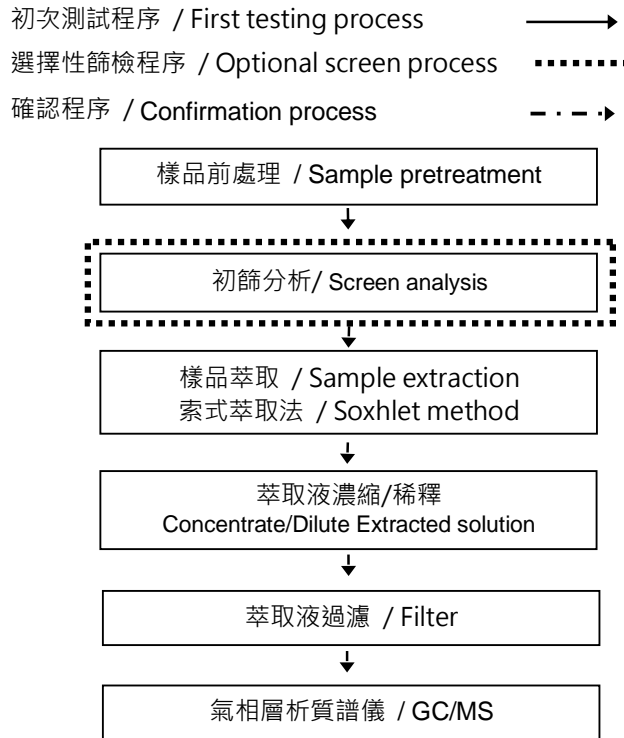 初次測試程序 / First testing process
選擇性篩檢程序 / Optional screen process
確認程序 / Confirmation process
樣品前處理 / Sample pretreatment
初篩分析/ Screen analysis
樣品萃取 / Sample extraction
索式萃取法 / Soxhlet method
萃取液濃縮/稀釋
Concentrate/Dilute Extracted solution
萃取液過濾 / Filter
氣相層析質譜儀 / GC/MS